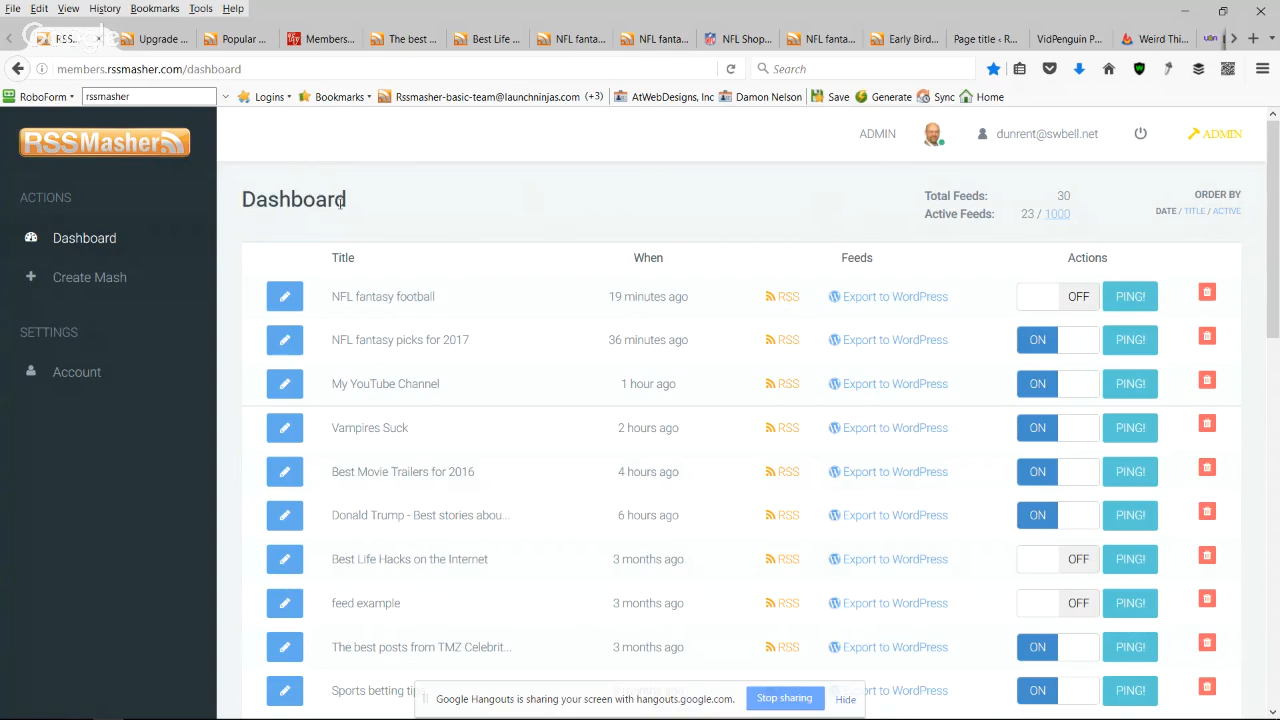 File Edit View History Bookmarks Tools Help
Google
RSS... Upgrade ... Popular ... Members... The best ... Best Life ... NFL fanta... NFL fanta... NFL Shop... NFL fanta... Early Bird... Page title ‹ R... VidPenguin P... Weird Thi...
members.rssmasher.com/dashboard Search
RoboForm rssmasher Logins Bookmarks Rssmasher-basic-team@launchninjas.com (+3) AtWebDesigns, Damon Nelson Save Generate Sync Home
RSSMasher
ADMIN dunrent@swbell.net ADMIN
ACTIONS
Dashboard
Create Mash
SETTINGS
Account
Dashboard
Total Feeds: 30
Active Feeds: 23 / 1000
ORDER BY
DATE / TITLE / ACTIVE
Title When Feeds Actions
NFL fantasy football 19 minutes ago RSS Export to WordPress OFF PING!
NFL fantasy picks for 2017 36 minutes ago RSS Export to WordPress ON PING!
My YouTube Channel 1 hour ago RSS Export to WordPress ON PING!
Vampires Suck 2 hours ago RSS Export to WordPress ON PING!
Best Movie Trailers for 2016 4 hours ago RSS Export to WordPress ON PING!
Donald Trump - Best stories abou... 6 hours ago RSS Export to WordPress ON PING!
Best Life Hacks on the Internet 3 months ago RSS Export to WordPress OFF PING!
feed example 3 months ago RSS Export to WordPress OFF PING!
The best posts from TMZ Celebrit... 3 months ago RSS Export to WordPress ON PING!
Sports betting ti ort to WordPress ON PING!
Google Hangouts is sharing your screen with hangouts.google.com. Stop sharing Hide